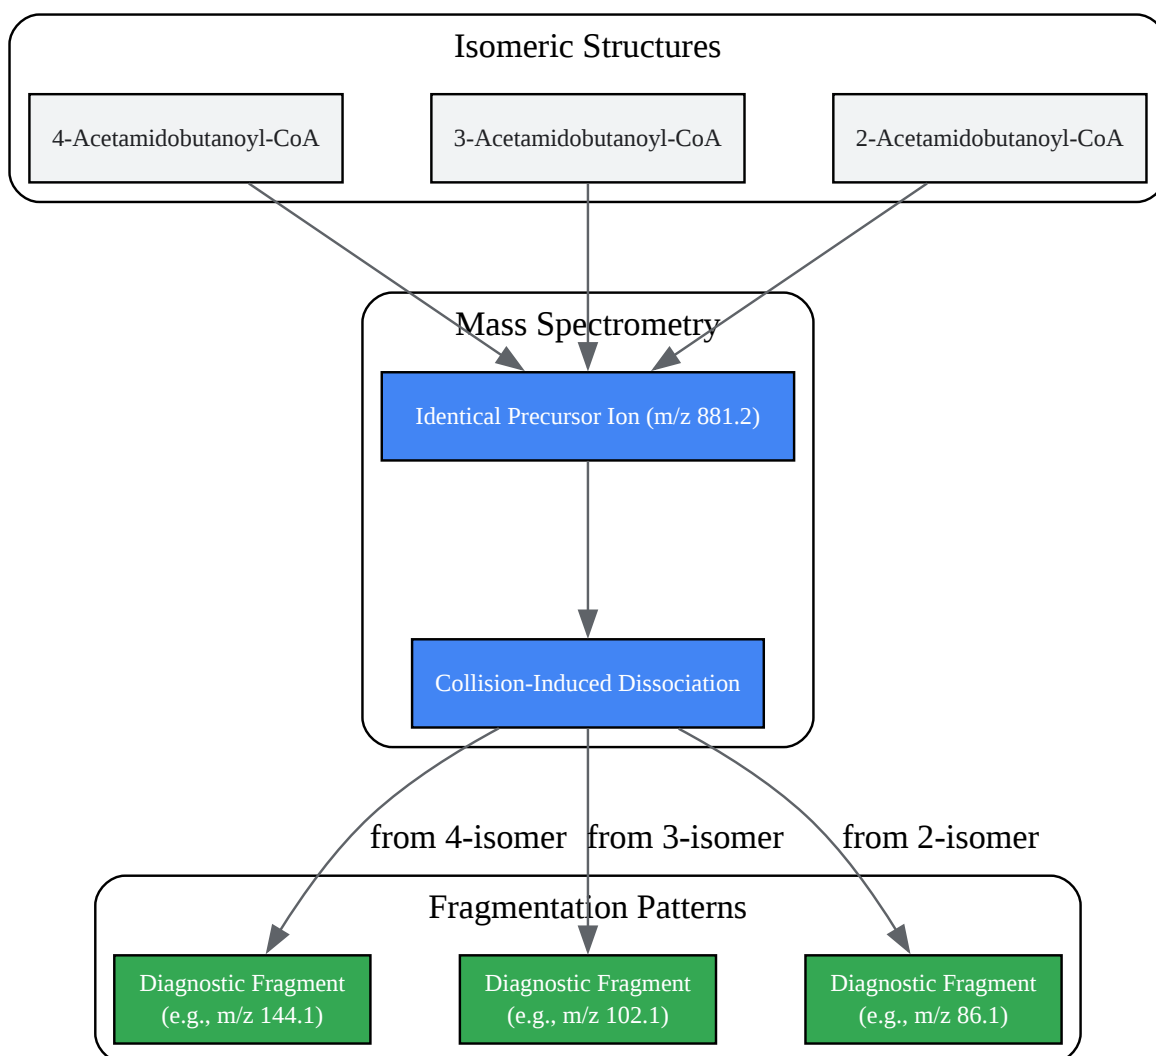 Isomeric Structures
4-Acetamidobutanoyl-CoA
3-Acetamidobutanoyl-CoA
2-Acetamidobutanoyl-CoA
Mass Spectrometry
Identical Precursor Ion (m/z 881.2)
Collision-Induced Dissociation
from 4-isomer
from 3-isomer
from 2-isomer
Fragmentation Patterns
Diagnostic Fragment
(e.g., m/z 144.1)
Diagnostic Fragment
(e.g., m/z 102.1)
Diagnostic Fragment
(e.g., m/z 86.1)